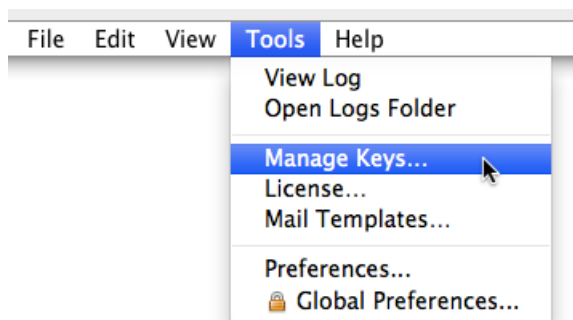 File Edit View Tools Help
View Log
Open Logs Folder
Manage Keys...
License...
Mail Templates...
Preferences...
Global Preferences...